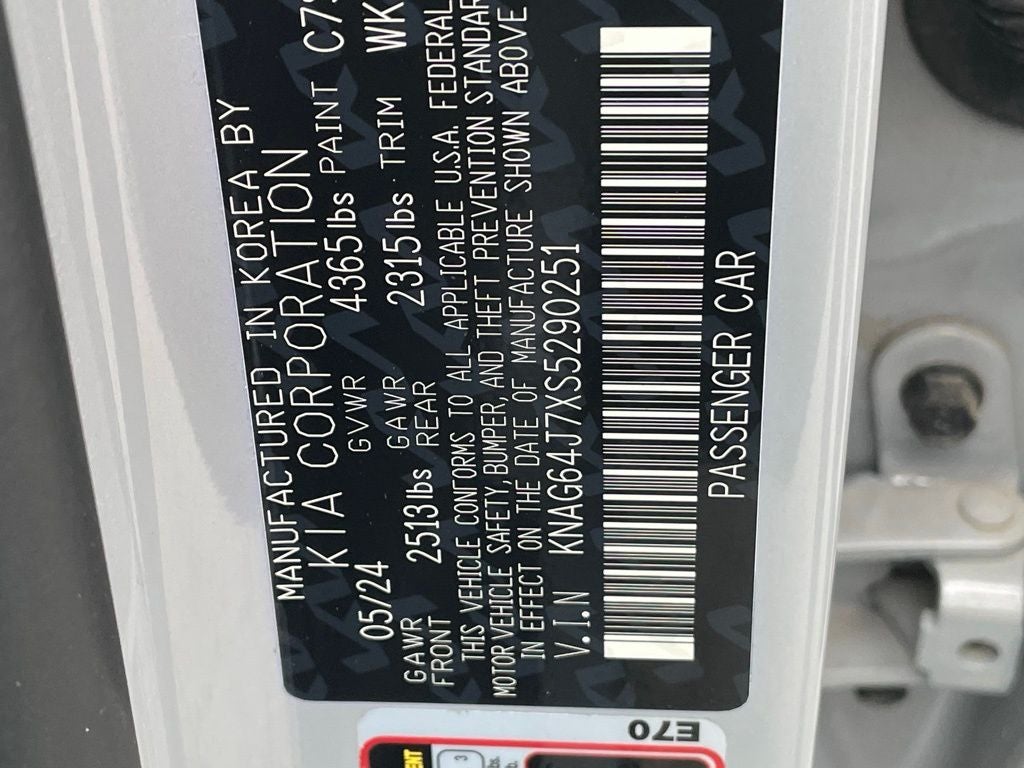 MANUFACTURED IN KOREA BY
KIA CORPORATION
05/24 GVWR 4365lbs PAINT
GAWR FRONT 2513lbs GAWR REAR 2315lbs TRIM
THIS VEHICLE CONFORMS TO ALL APPLICABLE U.S.A. FEDERAL
MOTOR VEHICLE SAFETY, BUMPER, AND THEFT PREVENTION
IN EFFECT ON THE DATE OF MANUFACTURE SHOWN ABOVE
V.I.N KNAG64J7XS5290251
PASSENGER CAR
E70
3